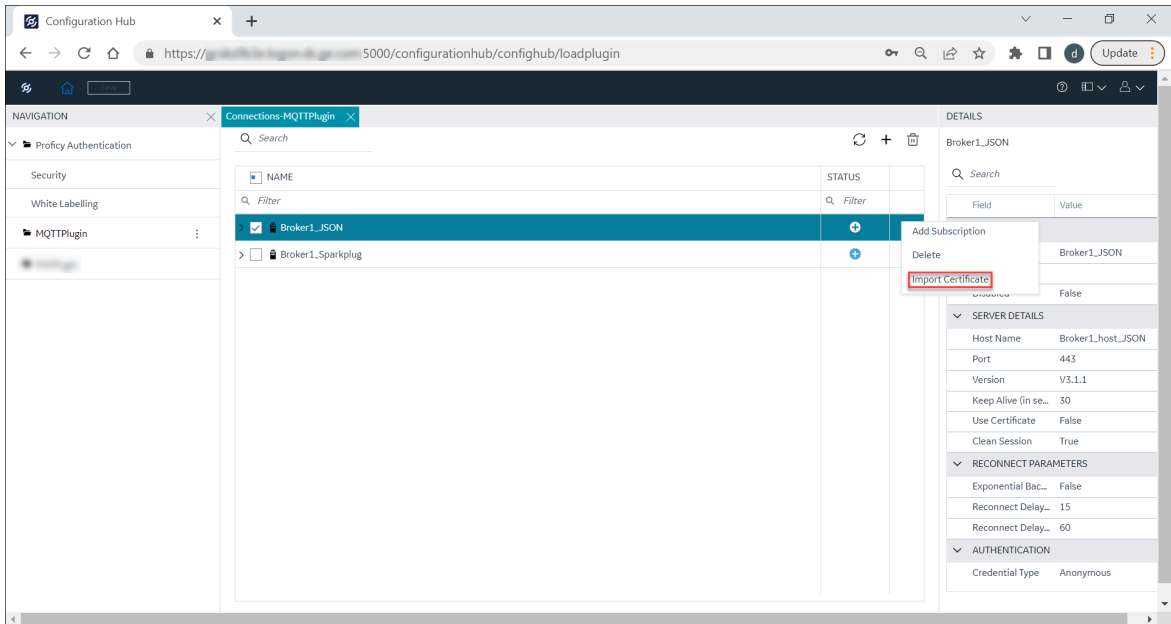 Configuration Hub
https:// 5000/configurationhub/confighub/loadplugin
d
Update
Save
NAVIGATION
Proficy Authentication
Security
White Labelling
MQTTPlugin
Connections-MQTTPlugin
Search
NAME
STATUS
Filter
Filter
Broker1_JSON
Broker1_Sparkplug
Add Subscription
Delete
Import Certificate
DETAILS
Broker1_JSON
Search
Field Value
Broker1_JSON
Disabled False
SERVER DETAILS
Host Name Broker1_host_JSON
Port 443
Version V3.1.1
Keep Alive (in se... 30
Use Certificate False
Clean Session True
RECONNECT PARAMETERS
Exponential Bac... False
Reconnect Delay... 15
Reconnect Delay... 60
AUTHENTICATION
Credential Type Anonymous